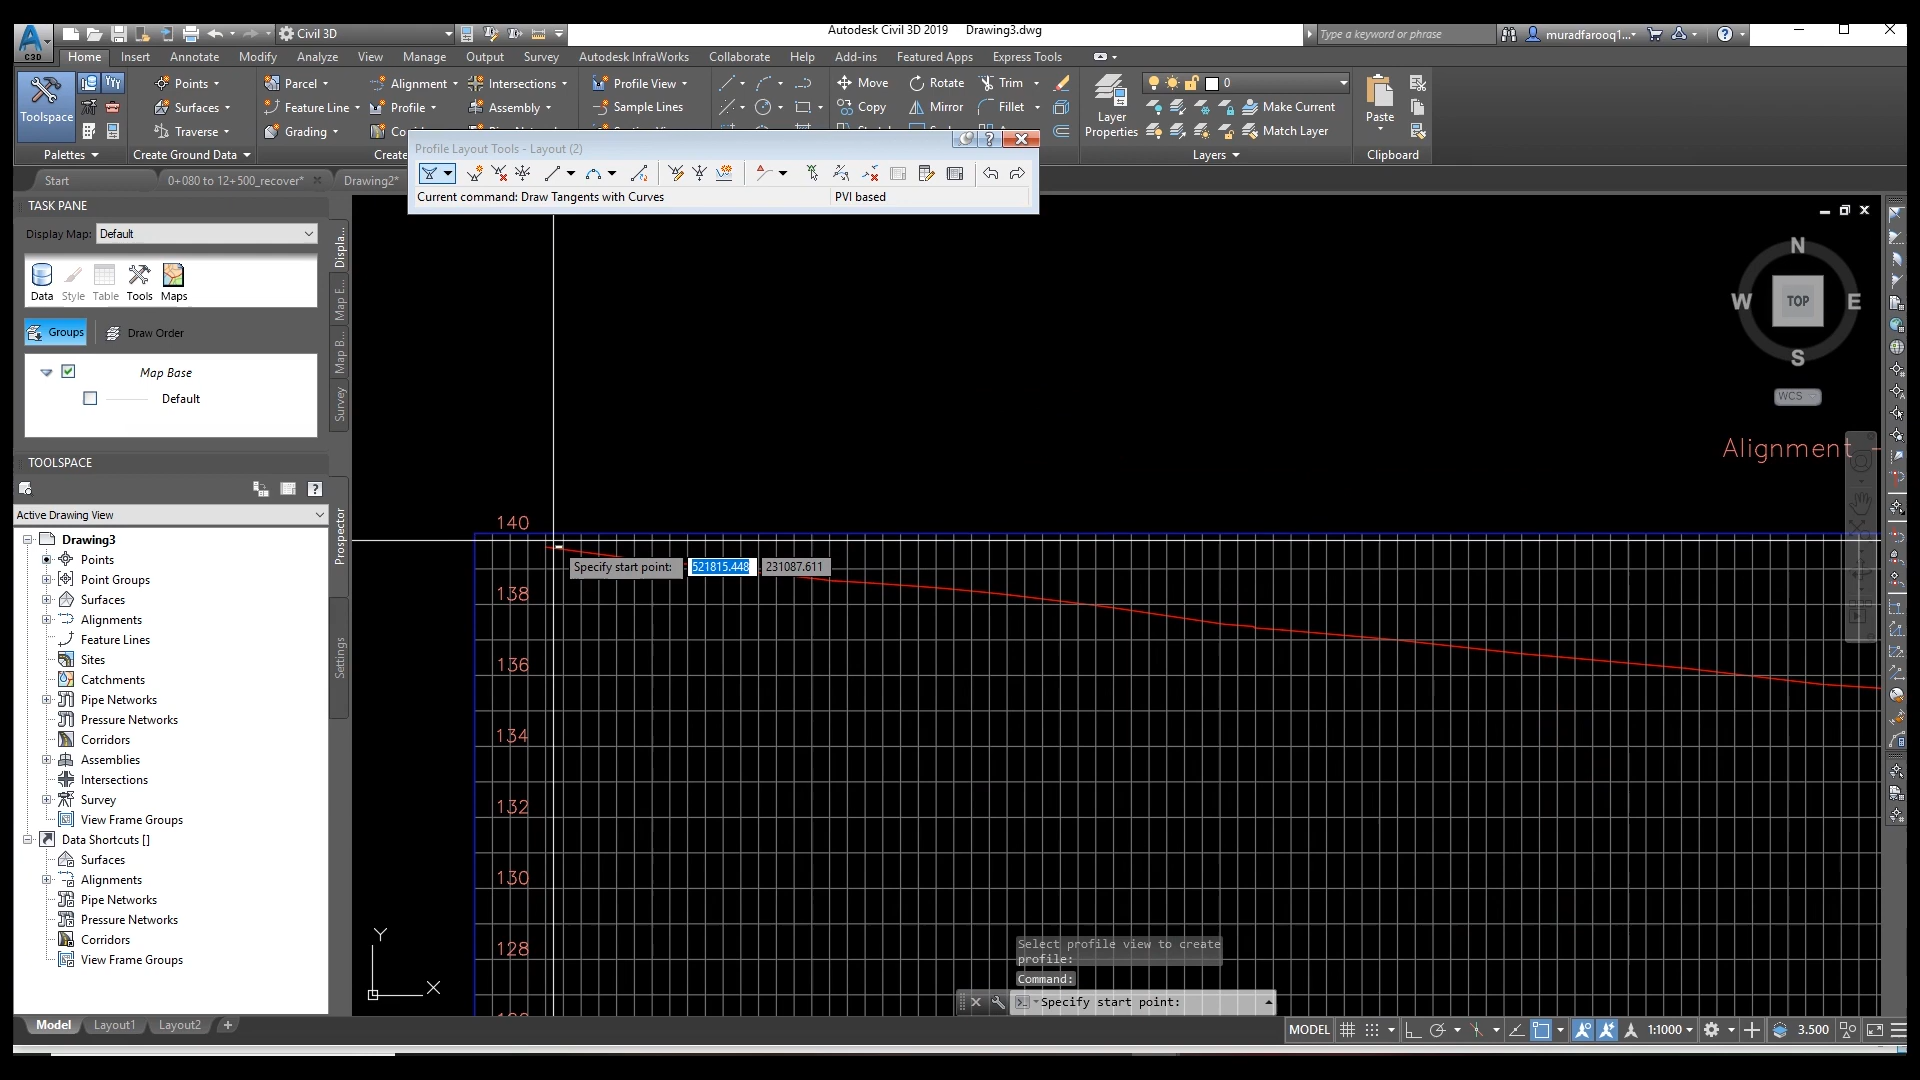 Civil 3D
Autodesk Civil 3D 2019 Drawing3.dwg
Type a keyword or phrase
muradfarooq1...
C3D
Home Insert Annotate Modify Analyze View Manage Output Survey Autodesk InfraWorks Collaborate Help Add-ins Featured Apps Express Tools
Points Parcel Alignment Intersections Profile View Move Rotate Trim 0
Surfaces Feature Line Profile Assembly Sample Lines Copy Mirror Fillet Make Current
Toolspace Traverse Grading Layer Properties Match Layer Paste
Palettes Create Ground Data Layers Clipboard
Profile Layout Tools - Layout (2)
Current command: Draw Tangents with Curves PVI based
Start 0+080 to 12+500_recover* Drawing2*
TASK PANE
Display Map: Default
Data Style Table Tools Maps
Groups Draw Order
Map Base
Default
Displa...
Map E...
Map B...
Survey
TOOLSPACE
Active Drawing View
Drawing3
Points
Point Groups
Surfaces
Alignments
Feature Lines
Sites
Catchments
Pipe Networks
Pressure Networks
Corridors
Assemblies
Intersections
Survey
View Frame Groups
Data Shortcuts []
Surfaces
Alignments
Pipe Networks
Pressure Networks
Corridors
View Frame Groups
Prospector
Settings
N
W TOP E
S
WCS
Alignment
140
138
136
134
132
130
128
Specify start point: 521815.448 231087.611
Y
X
Select profile view to create
profile:
Command:
Specify start point:
Model Layout1 Layout2 +
MODEL 1:1000 3.500